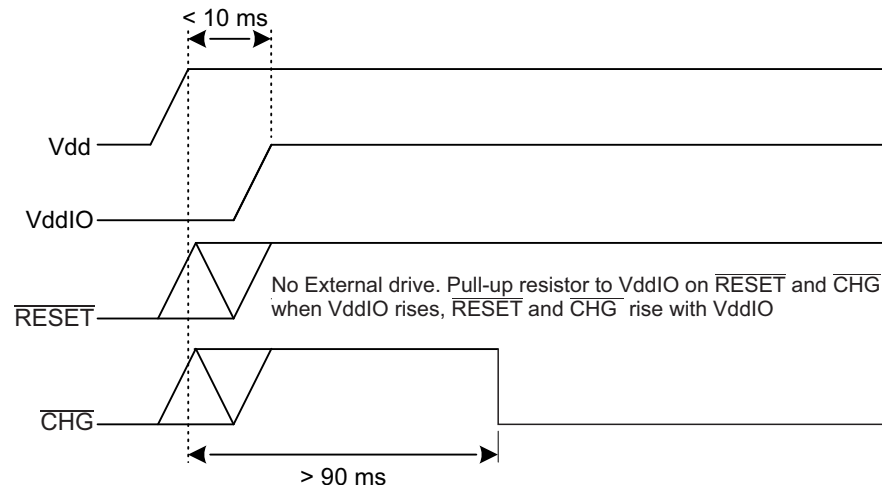 < 10 ms
Vdd
VddIO
No External drive. Pull-up resistor to VddIO on RESET and CHG
when VddIO rises, RESET and CHG rise with VddIO
RESET
CHG
> 90 ms